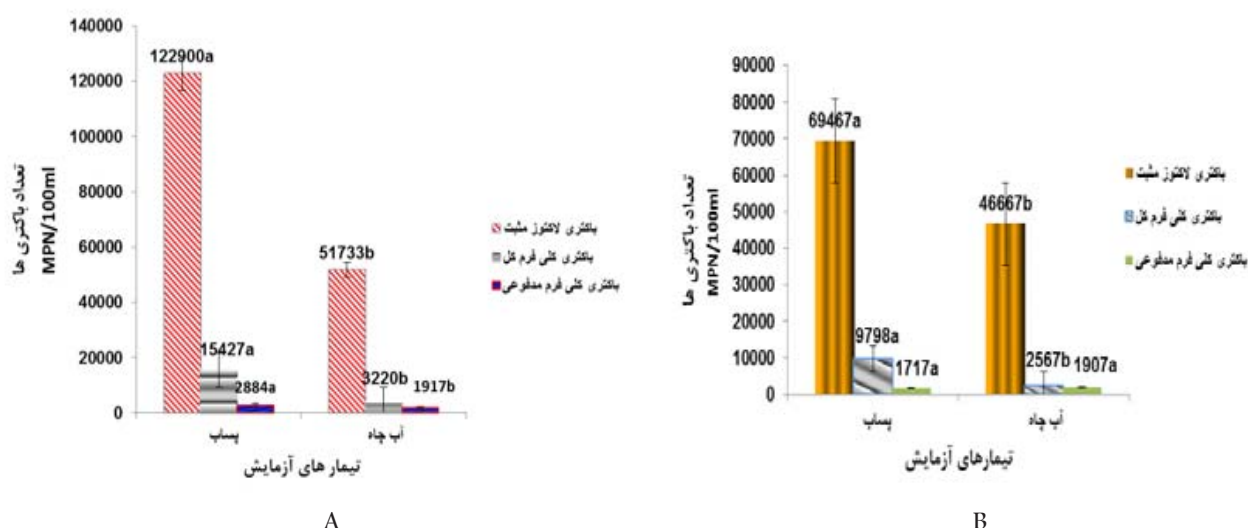 140000
120000
100000
80000
60000
40000
20000
0
تعداد باکتری ها
MPN/100ml
122900a
15427a
2884a
51733b
3220b
1917b
پساب
آب چاه
تیمار های آزمایش
باکتری لاکتوز مثبت
باکتری کلی فرم کل
باکتری کلی فرم مدفوعی
A
90000
80000
70000
60000
50000
40000
30000
20000
10000
0
تعداد باکتری ها
MPN/100ml
69467a
9798a
1717a
46667b
2567b
1907a
پساب
آب چاه
تیمارهای آزمایش
باکتری لاکتوز مثبت
باکتری کلی فرم کل
باکتری کلی فرم مدفوعی
B